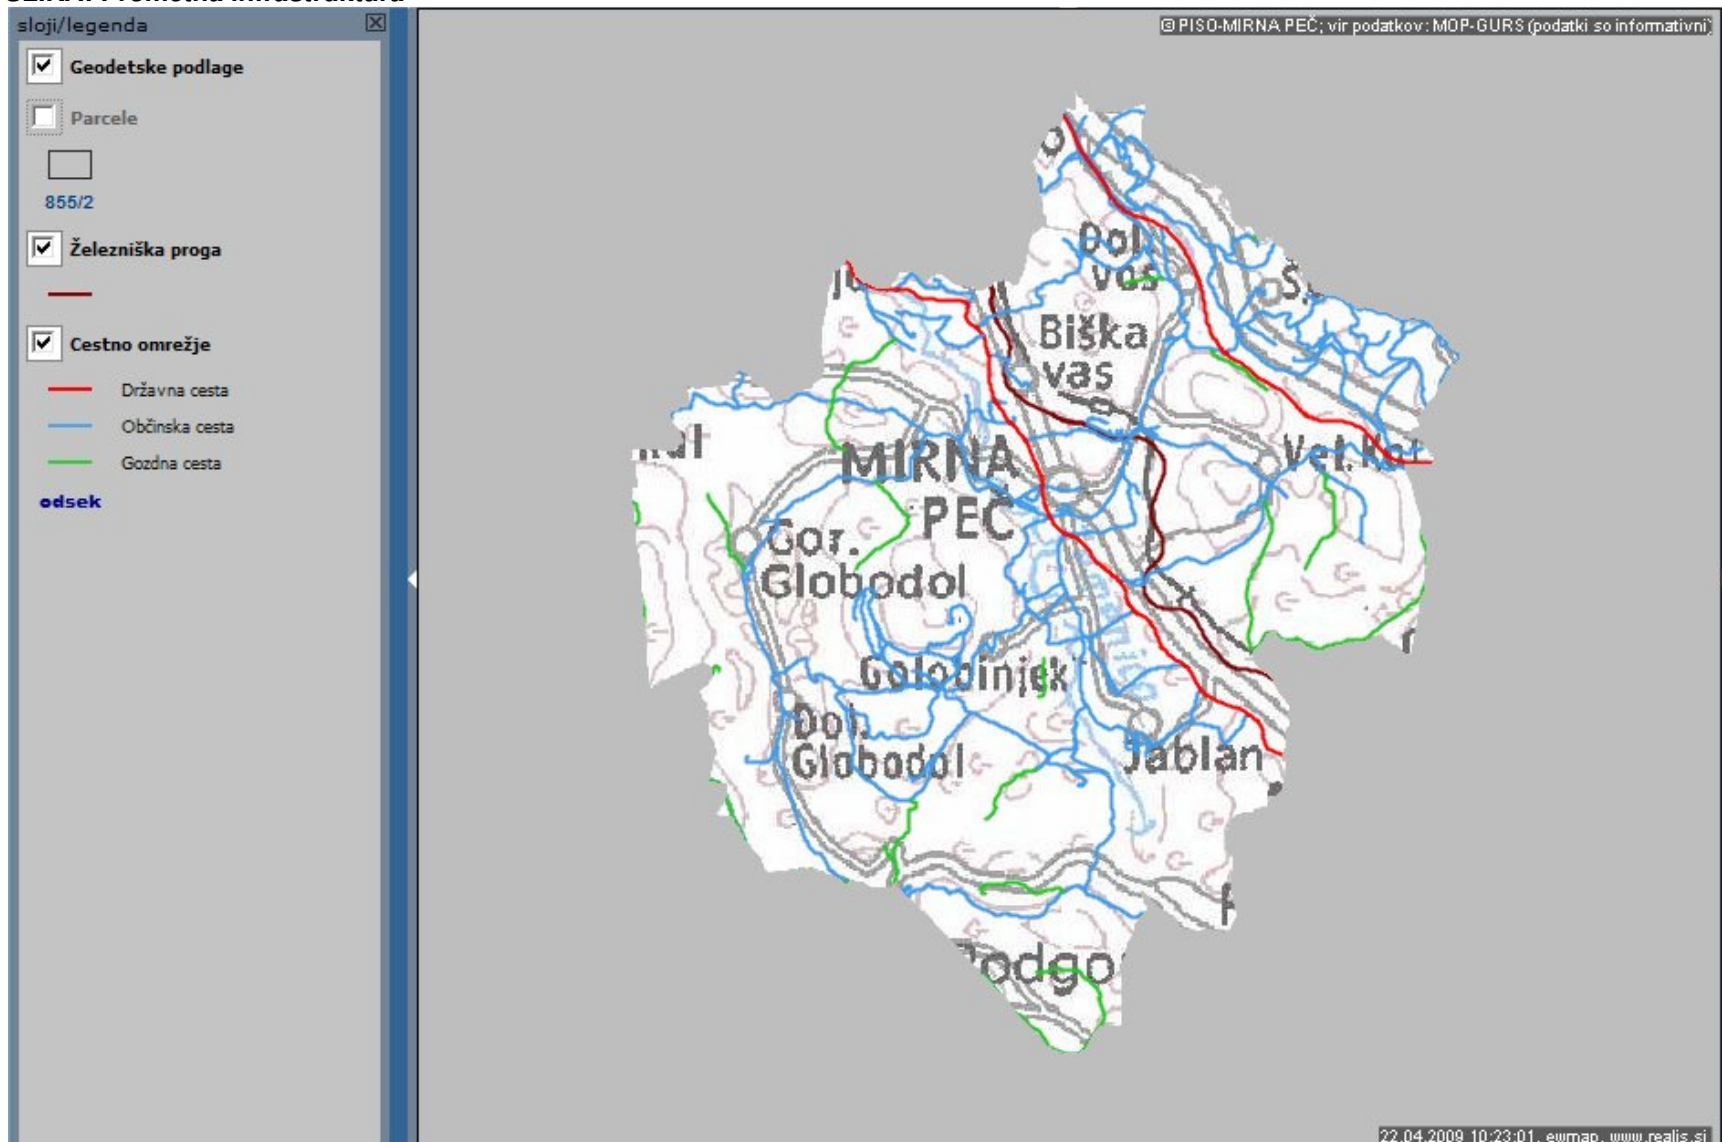 sloji/legenda
© PISO-MIRNA PEČ; vir podatkov: MOP-GURS (podatki so informativni)
Geodetske podlage
Parcele
855/2
Železniška proga
Cestno omrežje
Državna cesta
Občinska cesta
Gozdna cesta
odsek
Dol.
vas
Biška
vas
MIRNA
PEČ
Vel. Kal
Gor.
Globodol
Golobinjek
Dol.
Globodol
Jablan
22.04.2009 10:23:01, ewmap, www.realis.si